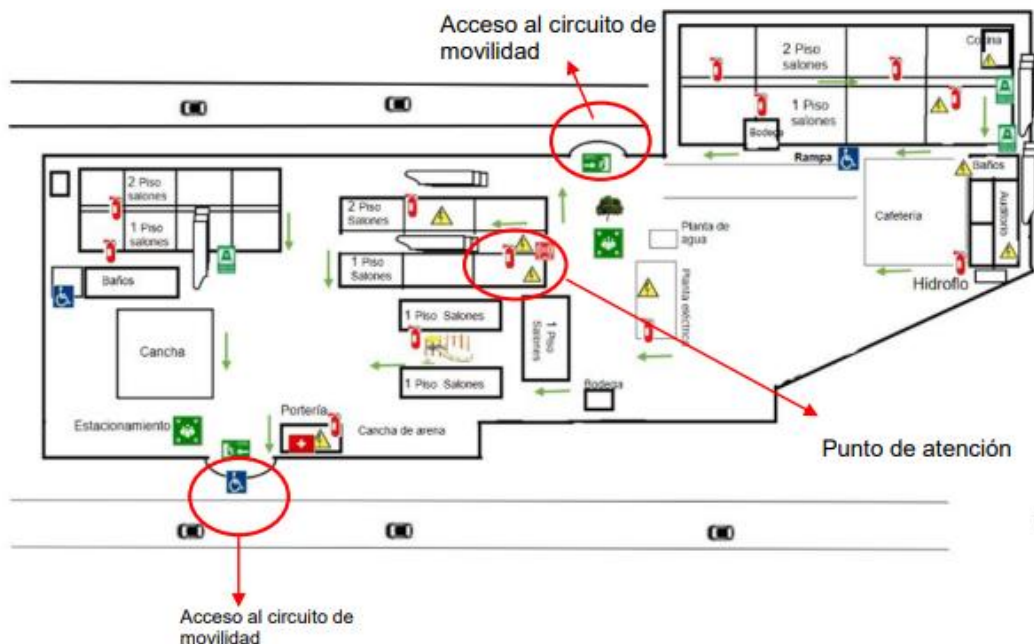 Acceso al circuito de
movilidad
2 Piso
salones
Cocina
1 Piso
salones
Bodega
Rampa
Baños
Auditorio
Cafetería
Hidroflo
2 Piso
salones
1 Piso
salones
Baños
Cancha
Estacionamiento
2 Piso
Salones
1 Piso
Salones
1 Piso Salones
1 Piso
Salones
1 Piso Salones
Planta de
agua
Planta eléctrica
Bodega
Portería
Cancha de arena
Punto de atención
Acceso al circuito de
movilidad